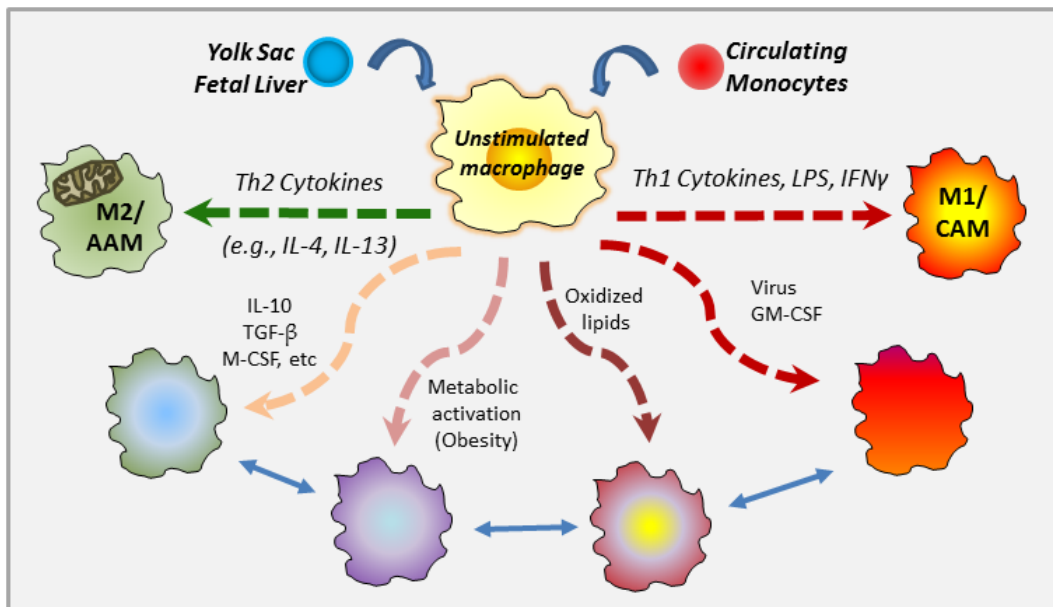 Yolk Sac
Fetal Liver
Circulating
Monocytes
Unstimulated
macrophage
M2/
AAM
Th2 Cytokines
(e.g., IL-4, IL-13)
Th1 Cytokines, LPS, IFNγ
M1/
CAM
IL-10
TGF-β
M-CSF, etc
Metabolic
activation
(Obesity)
Oxidized
lipids
Virus
GM-CSF